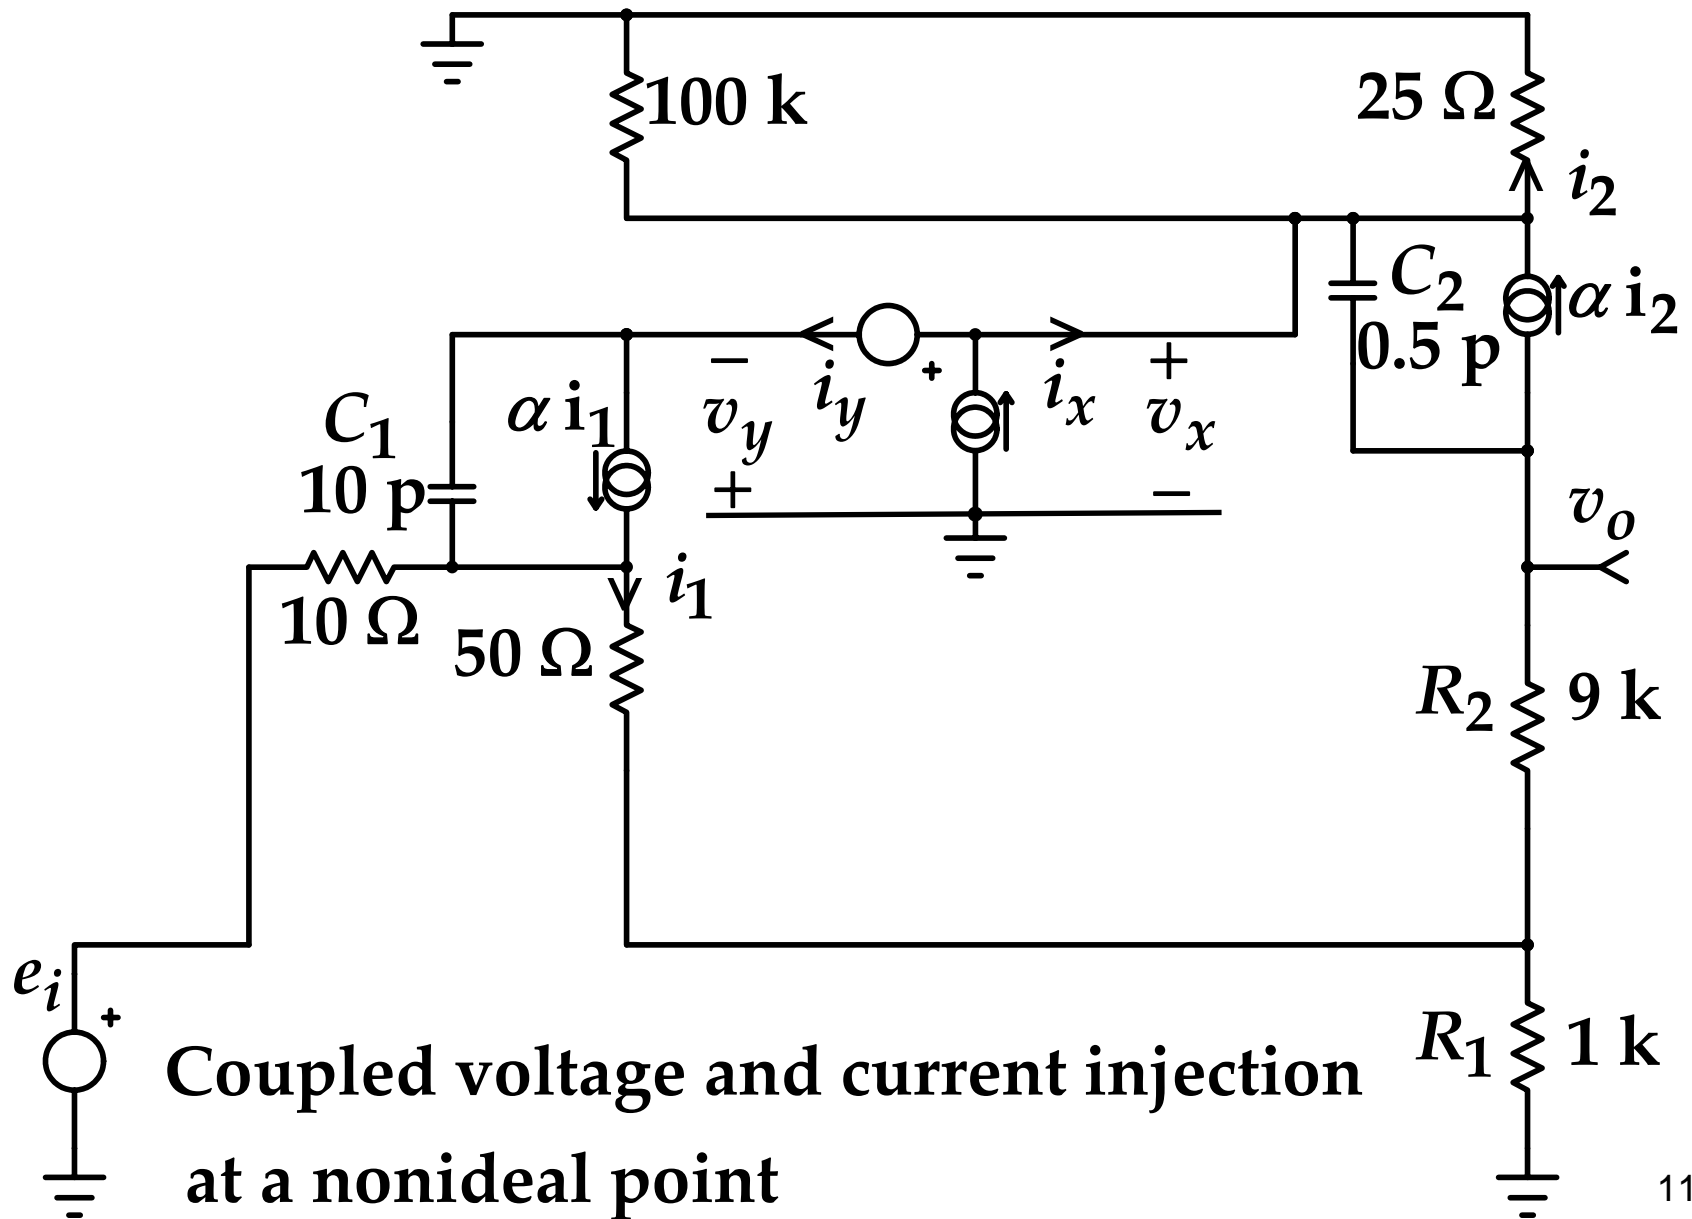 100 k
25 Ω
i2
C2
0.5 p
α i2
− iy + ix +
vy
vx
+
−
α i1
C1
10 p
vo
10 Ω
i1
50 Ω
R2 9 k
ei
+
R1 1 k
Coupled voltage and current injection
at a nonideal point
11